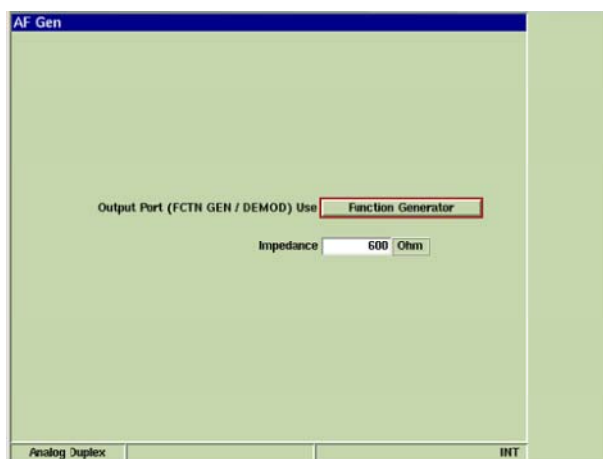 AF Gen
Output Port (FCTN GEN / DEMOD) Use Function Generator
Impedance 600 Ohm
Analog Duplex INT